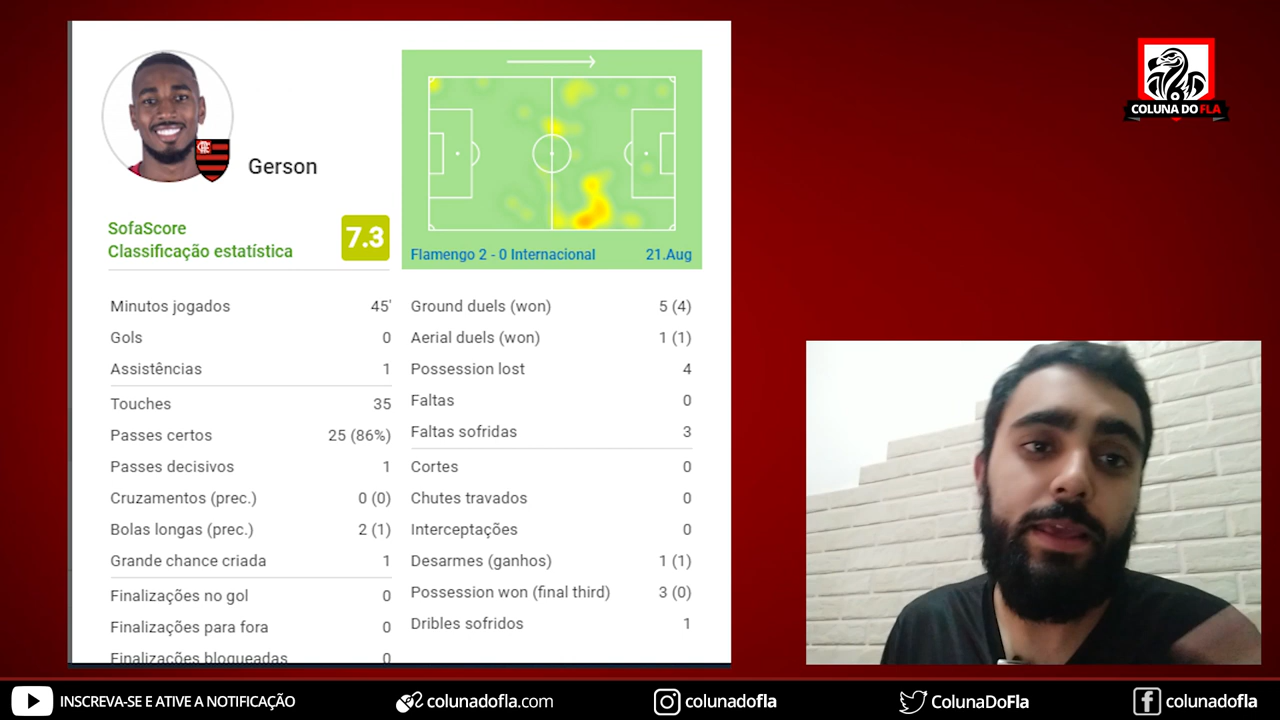 COLUNA DO FLA
Gerson
SofaScore
Classificação estatística
7.3
Flamengo 2 - 0 Internacional 21.Aug
Minutos jogados 45'
Gols 0
Assistências 1
Touches 35
Passes certos 25 (86%)
Passes decisivos 1
Cruzamentos (prec.) 0 (0)
Bolas longas (prec.) 2 (1)
Grande chance criada 1
Finalizações no gol 0
Finalizações para fora 0
Finalizações bloqueadas 0
Ground duels (won) 5 (4)
Aerial duels (won) 1 (1)
Possession lost 4
Faltas 0
Faltas sofridas 3
Cortes 0
Chutes travados 0
Interceptações 0
Desarmes (ganhos) 1 (1)
Possession won (final third) 3 (0)
Dribles sofridos 1
INSCREVA-SE E ATIVE A NOTIFICAÇÃO
colunadofla.com
colunadofla
ColunaDoFla
colunadofla